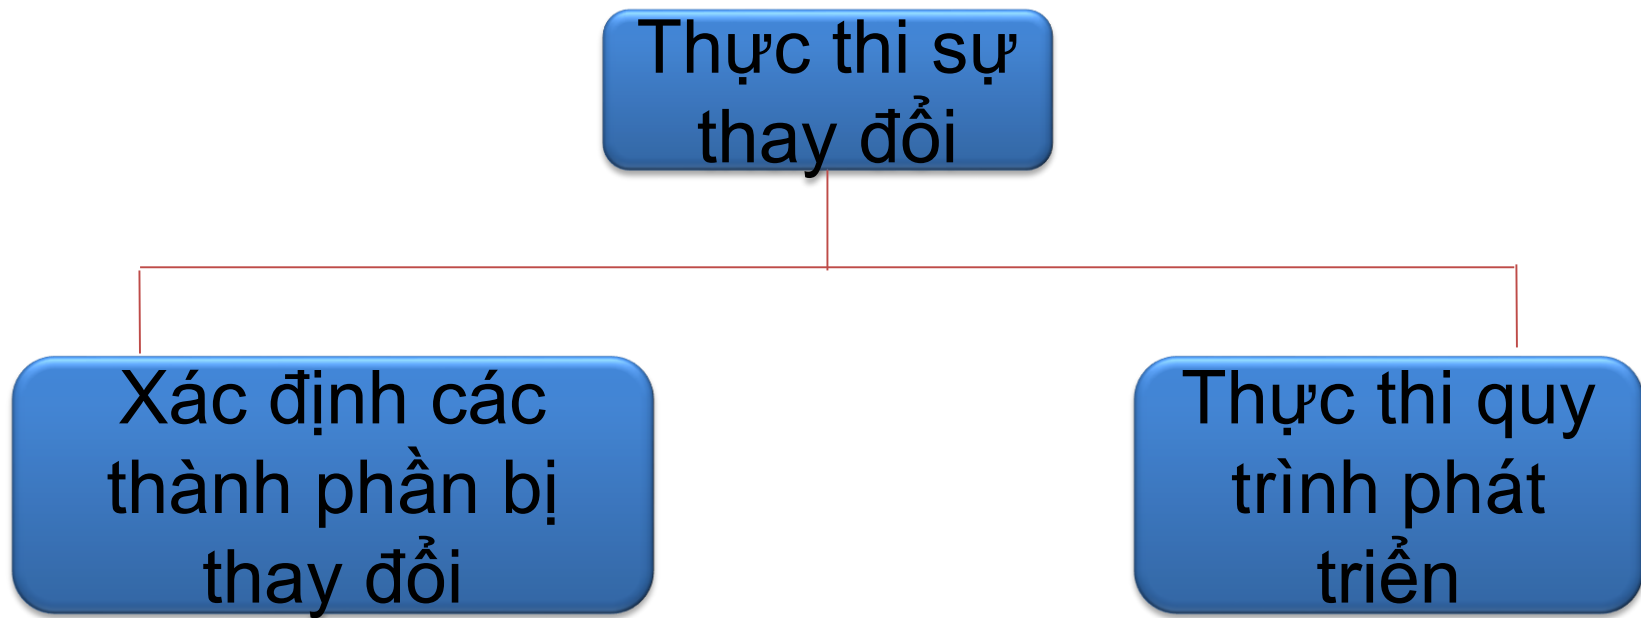 Thực thi sự
thay đổi
Xác định các
thành phần bị
thay đổi
Thực thi quy
trình phát
triển